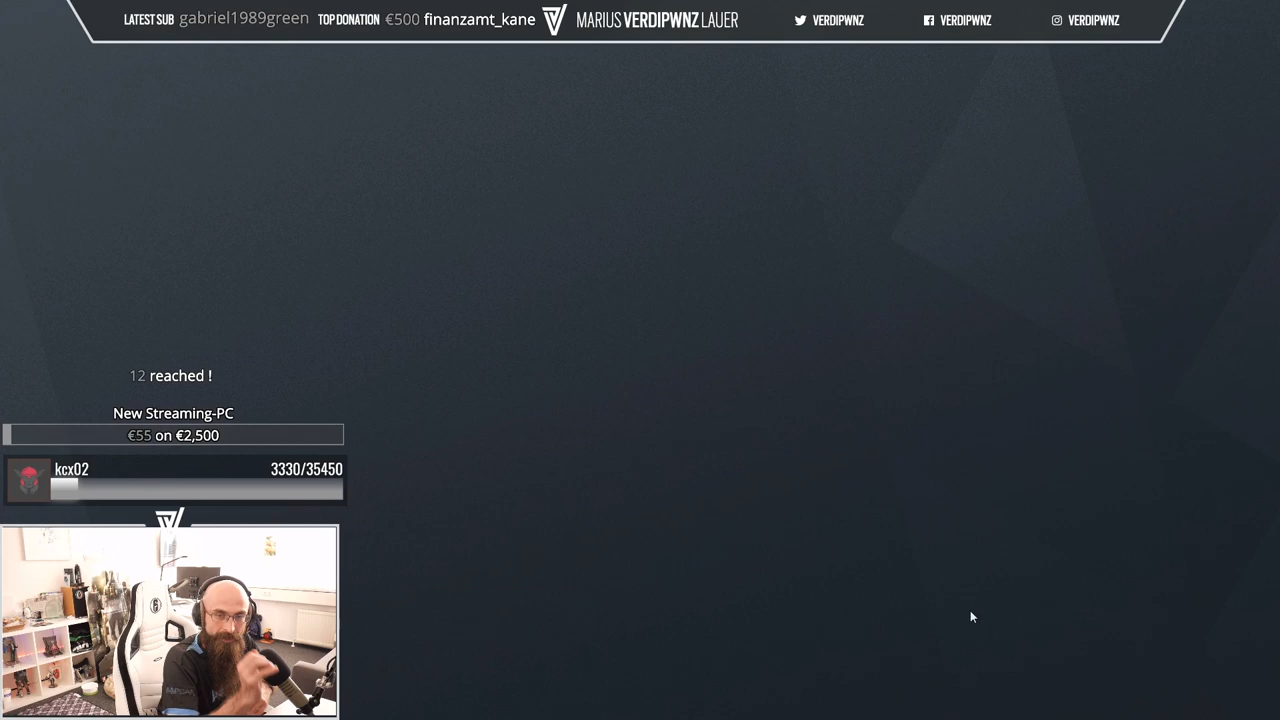 LATEST SUB gabriel1989green TOP DONATION €500 finanzamt_kane MARIUS VERDIPWNZ LAUER VERDIPWNZ VERDIPWNZ VERDIPWNZ
12 reached !
New Streaming-PC
€55 on €2,500
kcx02 3330/35450